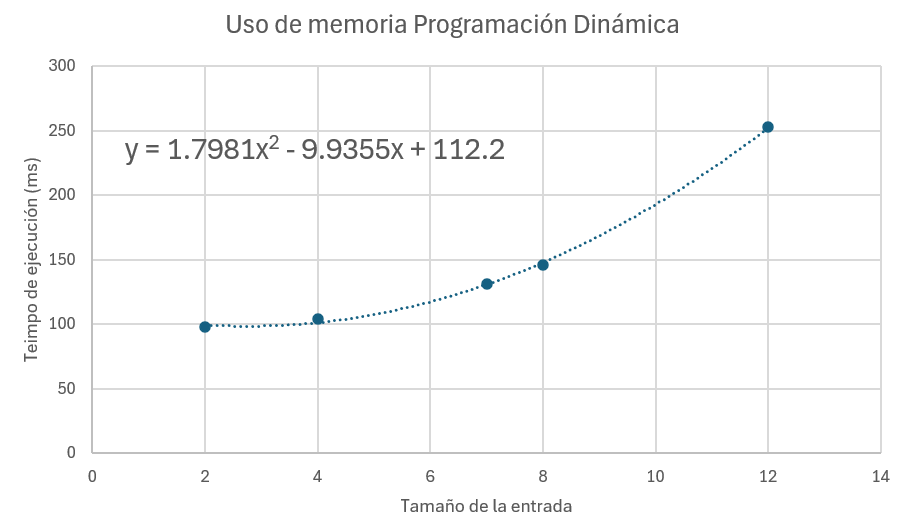 Uso de memoria Programación Dinámica
y = 1.7981x² - 9.9355x + 112.2
Teimpo de ejecución (ms)
300
250
200
150
100
50
0
0 2 4 6 8 10 12 14
Tamaño de la entrada